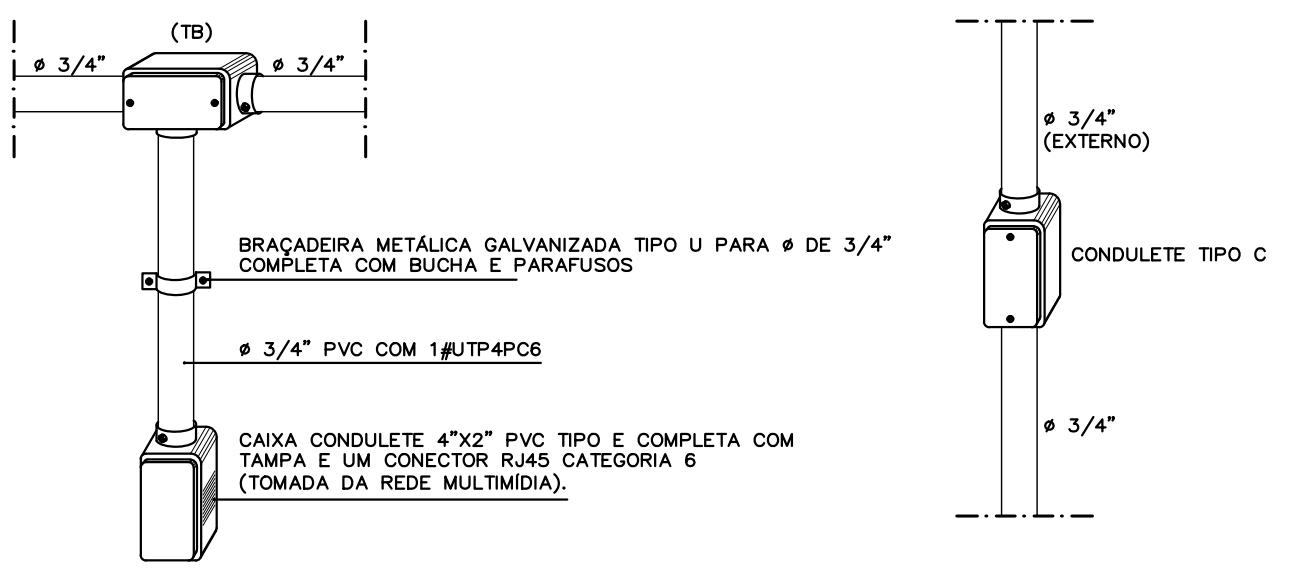 (TB)
ø 3/4"
ø 3/4"
BRAÇADEIRA METÁLICA GALVANIZADA TIPO U PARA ø DE 3/4"
COMPLETA COM BUCHA E PARAFUSOS
ø 3/4" PVC COM 1#UTP4PC6
CAIXA CONDULETE 4"X2" PVC TIPO E COMPLETA COM
TAMPA E UM CONECTOR RJ45 CATEGORIA 6
(TOMADA DA REDE MULTIMÍDIA).
ø 3/4"
(EXTERNO)
CONDULETE TIPO C
ø 3/4"